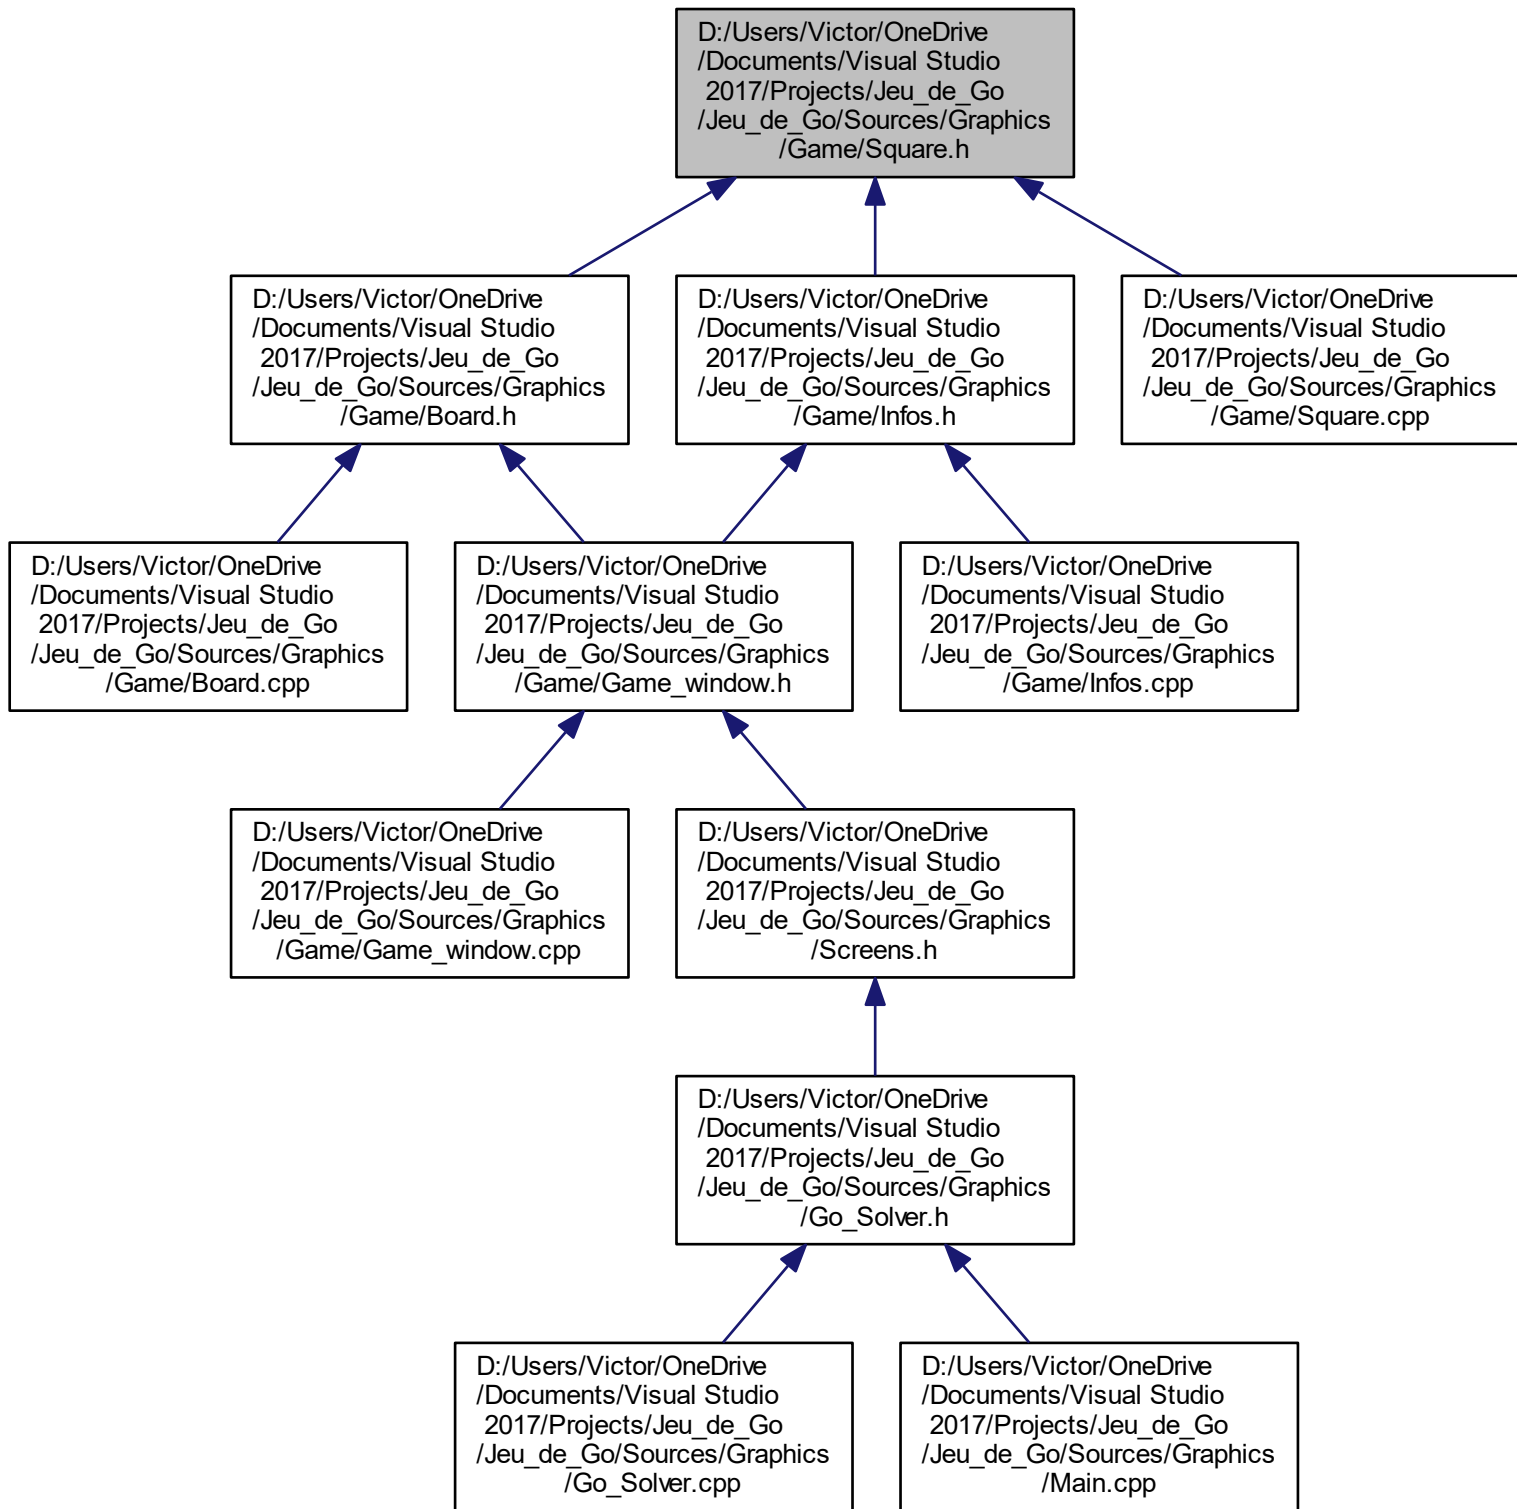 D:/Users/Victor/OneDrive
/Documents/Visual Studio
2017/Projects/Jeu_de_Go
/Jeu_de_Go/Sources/Graphics
/Game/Square.h
D:/Users/Victor/OneDrive
/Documents/Visual Studio
2017/Projects/Jeu_de_Go
/Jeu_de_Go/Sources/Graphics
/Game/Board.h
D:/Users/Victor/OneDrive
/Documents/Visual Studio
2017/Projects/Jeu_de_Go
/Jeu_de_Go/Sources/Graphics
/Game/Infos.h
D:/Users/Victor/OneDrive
/Documents/Visual Studio
2017/Projects/Jeu_de_Go
/Jeu_de_Go/Sources/Graphics
/Game/Square.cpp
D:/Users/Victor/OneDrive
/Documents/Visual Studio
2017/Projects/Jeu_de_Go
/Jeu_de_Go/Sources/Graphics
/Game/Board.cpp
D:/Users/Victor/OneDrive
/Documents/Visual Studio
2017/Projects/Jeu_de_Go
/Jeu_de_Go/Sources/Graphics
/Game/Game_window.h
D:/Users/Victor/OneDrive
/Documents/Visual Studio
2017/Projects/Jeu_de_Go
/Jeu_de_Go/Sources/Graphics
/Game/Infos.cpp
D:/Users/Victor/OneDrive
/Documents/Visual Studio
2017/Projects/Jeu_de_Go
/Jeu_de_Go/Sources/Graphics
/Game/Game_window.cpp
D:/Users/Victor/OneDrive
/Documents/Visual Studio
2017/Projects/Jeu_de_Go
/Jeu_de_Go/Sources/Graphics
/Screens.h
D:/Users/Victor/OneDrive
/Documents/Visual Studio
2017/Projects/Jeu_de_Go
/Jeu_de_Go/Sources/Graphics
/Go_Solver.h
D:/Users/Victor/OneDrive
/Documents/Visual Studio
2017/Projects/Jeu_de_Go
/Jeu_de_Go/Sources/Graphics
/Go_Solver.cpp
D:/Users/Victor/OneDrive
/Documents/Visual Studio
2017/Projects/Jeu_de_Go
/Jeu_de_Go/Sources/Graphics
/Main.cpp